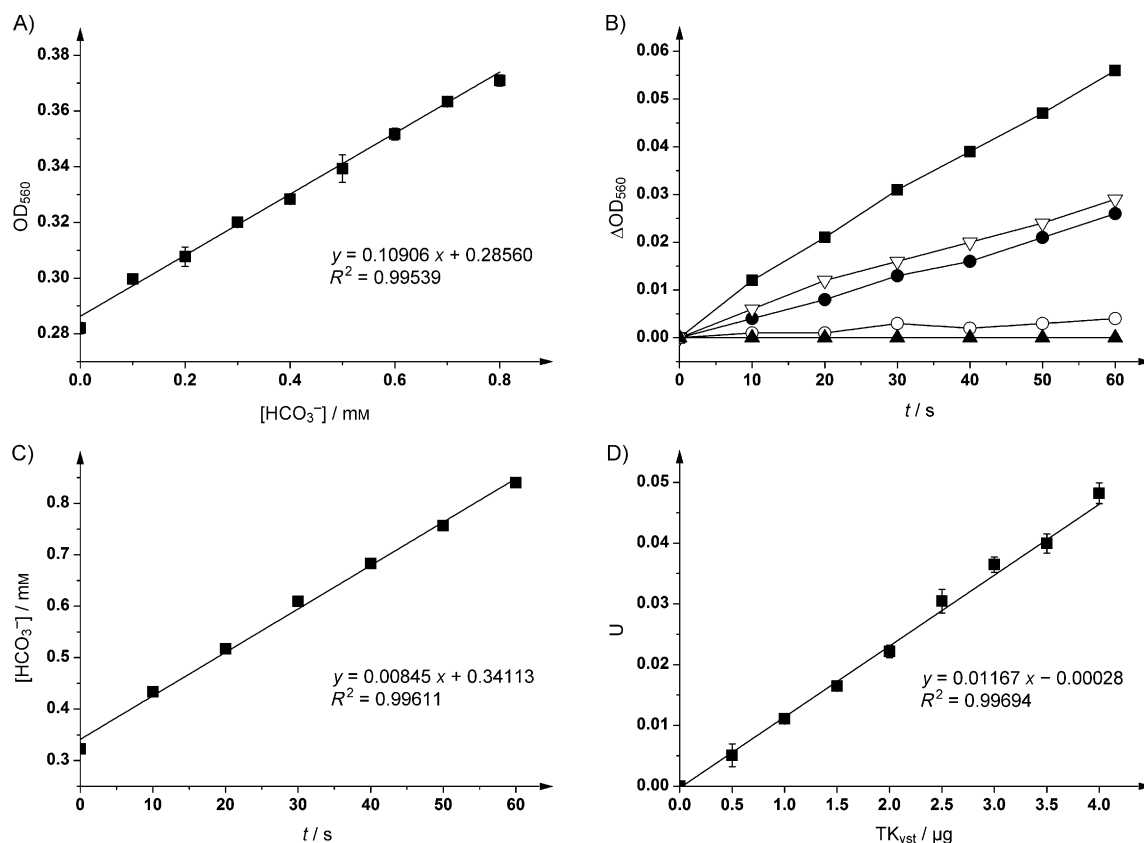 A)
0.38
0.36
0.34
0.32
0.30
0.28
OD560
y = 0.10906 x + 0.28560
R² = 0.99539
0.0 0.2 0.4 0.6 0.8
[HCO3⁻] / mM
B)
0.06
0.05
0.04
0.03
0.02
0.01
0.00
ΔOD560
0 10 20 30 40 50 60
t / s
C)
0.8
0.7
0.6
0.5
0.4
0.3
[HCO3⁻] / mM
y = 0.00845 x + 0.34113
R² = 0.99611
0 10 20 30 40 50 60
t / s
D)
0.05
0.04
0.03
0.02
0.01
0.00
U
y = 0.01167 x − 0.00028
R² = 0.99694
0.0 0.5 1.0 1.5 2.0 2.5 3.0 3.5 4.0
TKyst / µg